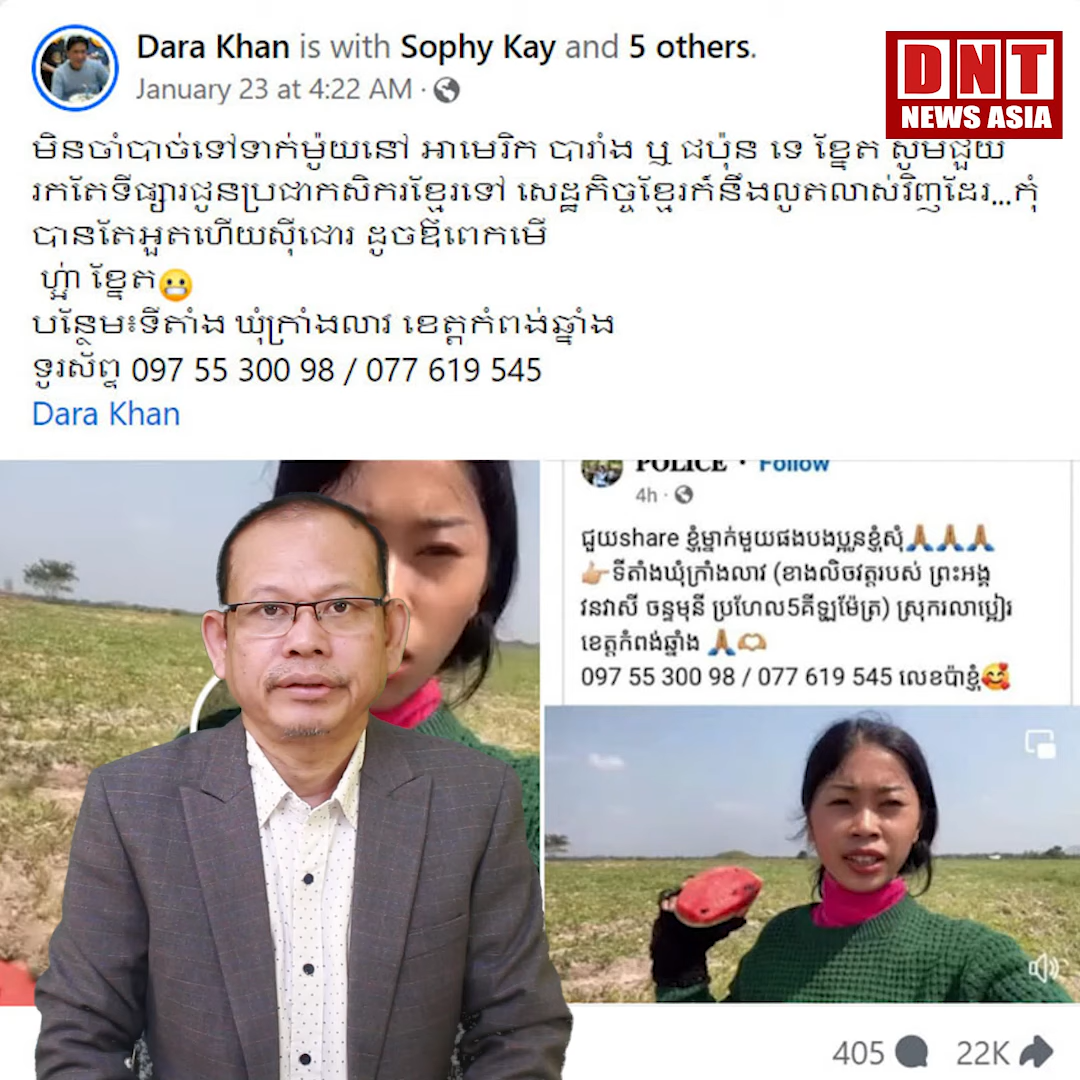 Dara Khan is with Sophy Kay and 5 others.
January 23 at 4:22 AM ·
DNT
NEWS ASIA
មិនចាំបាច់ទៅទាក់ម៉ូយនៅ អាមេរិក បារាំង ឬ ជប៉ុន ទេ ខ្នែត សូមជួយ
រកតែទីផ្សារជូនប្រជាកសិករខ្មែរទៅ សេដ្ឋកិច្ចខ្មែរក៍នឹងលូតលាស់វិញដែរ...កុំ
បានតែអួតហើយស៊ីជោរ ដូចឪពេកមើ
ហ្អា៎ ខ្នែត😬
បន្ថែម៖ទីតាំង ឃុំក្រាំងលាវ ខេត្តកំពង់ឆ្នាំង
ទូរស័ព្ទ 097 55 300 98 / 077 619 545
Dara Khan
POLICE · Follow
4h ·
ជួយshare ខ្ញុំម្នាក់មួយផងបងប្អូនខ្ញុំសុំ🙏🙏🙏
👉ទីតាំងឃុំក្រាំងលាវ (ខាងលិចវត្តរបស់ ព្រះអង្គ
វនវាសី ចន្ទមុនី ប្រហែល5គីឡូម៉ែត្រ) ស្រុករលាប្អៀរ
ខេត្តកំពង់ឆ្នាំង 🙏🫶
097 55 300 98 / 077 619 545 លេខប៉ាខ្ញុំ🥰
405 22K